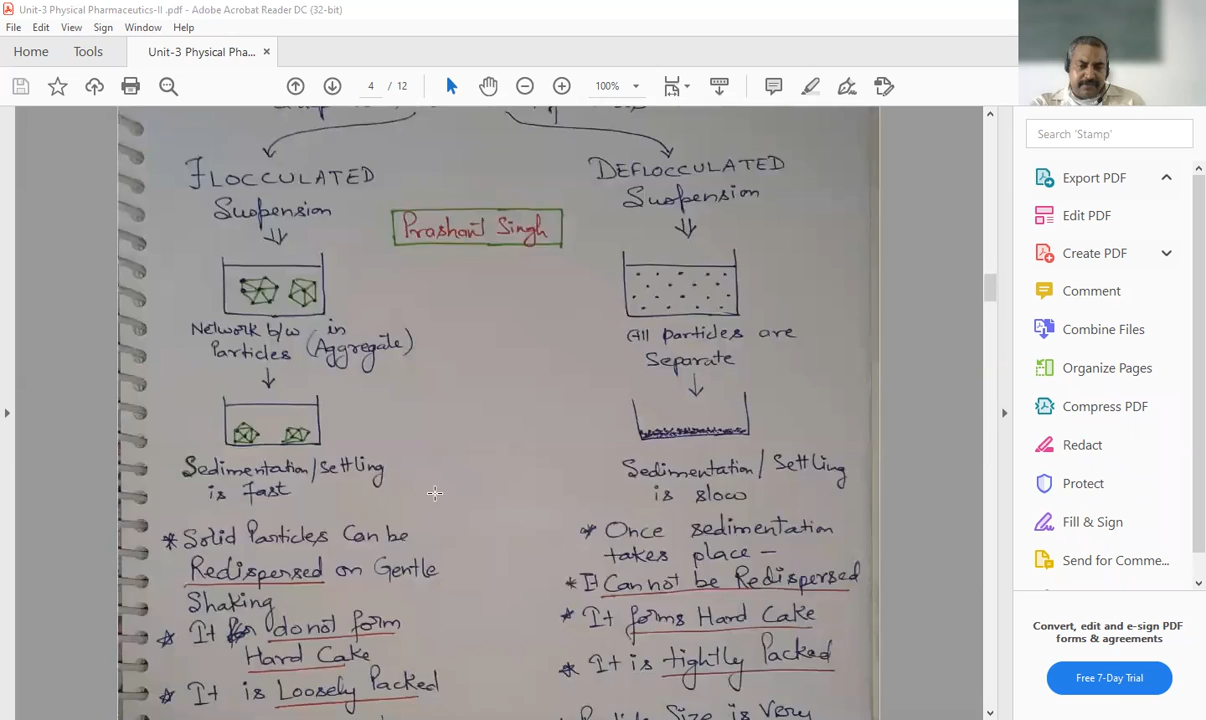 Unit-3 Physical Pharmaceutics-II .pdf - Adobe Acrobat Reader DC (32-bit)
File Edit View Sign Window Help
Home Tools Unit-3 Physical Pha... ×
4 / 12 100%
Search 'Stamp'
Export PDF
Edit PDF
Create PDF
Comment
Combine Files
Organize Pages
Compress PDF
Redact
Protect
Fill & Sign
Send for Comme...
Convert, edit and e-sign PDF
forms & agreements
Free 7-Day Trial
FLOCCULATED
Suspension
Prashant Singh
Network b/w in
Particles (Aggregate)
Sedimentation/Settling
is fast
* Solid Particles Can be
Redispersed on Gentle
Shaking
* It do not form
Hard Cake
* It is Loosely Packed
DEFLOCCULATED
Suspension
All particles are
Separate
Sedimentation/Settling
is slow
* Once sedimentation
takes place –
* It Cannot be Redispersed
* It forms Hard Cake
* It is tightly Packed
Particle Size is Very